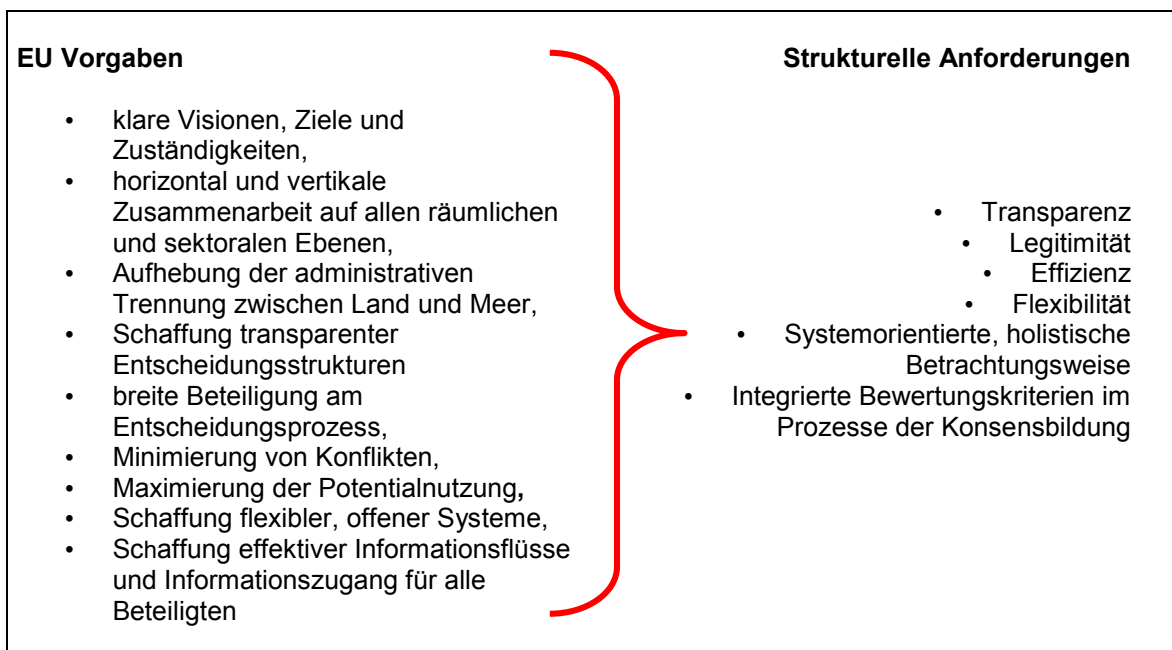 EU Vorgaben
• klare Visionen, Ziele und
Zuständigkeiten,
• horizontal und vertikale
Zusammenarbeit auf allen räumlichen
und sektoralen Ebenen,
• Aufhebung der administrativen
Trennung zwischen Land und Meer,
• Schaffung transparenter
Entscheidungsstrukturen
• breite Beteiligung am
Entscheidungsprozess,
• Minimierung von Konflikten,
• Maximierung der Potentialnutzung,
• Schaffung flexibler, offener Systeme,
• Schaffung effektiver Informationsflüsse
und Informationszugang für alle
Beteiligten
Strukturelle Anforderungen
• Transparenz
• Legitimität
• Effizienz
• Flexibilität
• Systemorientierte, holistische
Betrachtungsweise
• Integrierte Bewertungskriterien im
Prozesse der Konsensbildung